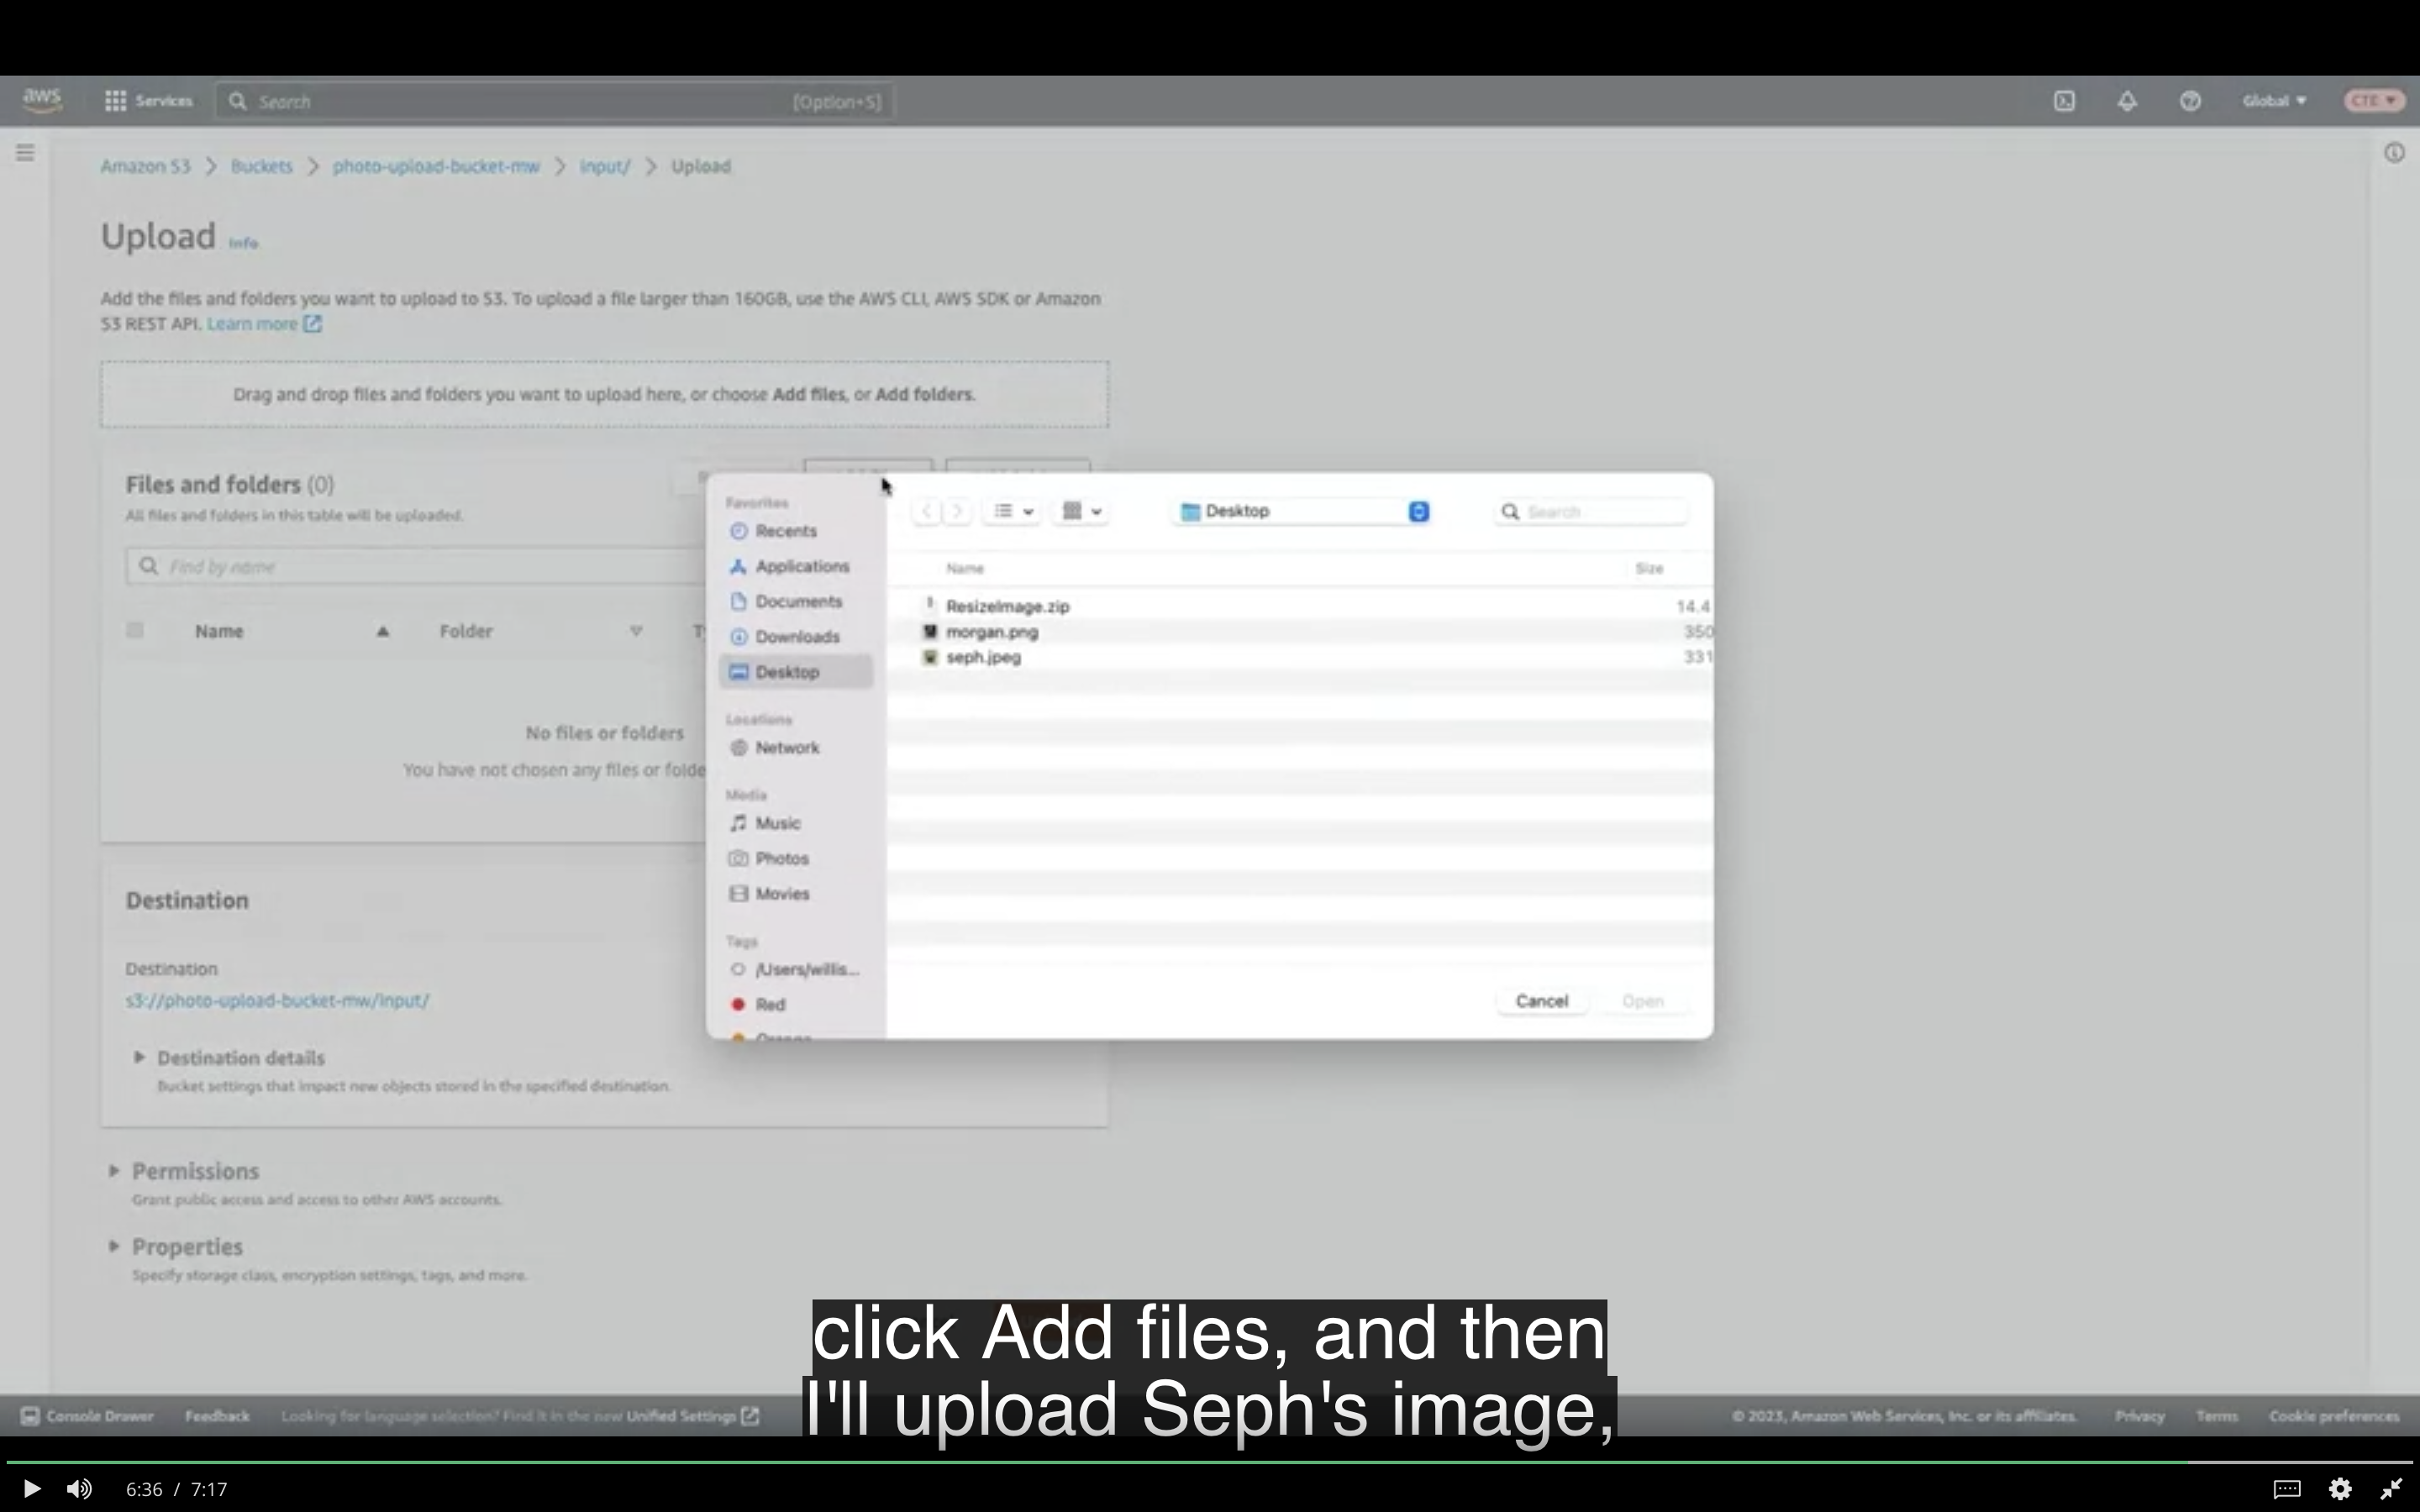 aws
Services
Search
[Option+S]
Global
CTE
Amazon S3 > Buckets > photo-upload-bucket-mw > input/ > Upload
Upload Info
Add the files and folders you want to upload to S3. To upload a file larger than 160GB, use the AWS CLI, AWS SDK or Amazon
S3 REST API. Learn more
Drag and drop files and folders you want to upload here, or choose Add files, or Add folders.
Files and folders (0)
All files and folders in this table will be uploaded.
Find by name
Name
Folder
No files or folders
You have not chosen any files or folde
Destination
Destination
s3://photo-upload-bucket-mw/input/
Destination details
Bucket settings that impact new objects stored in the specified destination.
Permissions
Grant public access and access to other AWS accounts.
Properties
Specify storage class, encryption settings, tags, and more.
Favorites
Recents
Applications
Documents
Downloads
Desktop
Locations
Network
Media
Music
Photos
Movies
Tags
/Users/willis...
Red
Orange
Desktop
Search
Name Size
ResizeImage.zip 14.4
morgan.png 350
seph.jpeg 331
Cancel
Open
click Add files, and then
I'll upload Seph's image,
Console Drawer
Feedback
Looking for language selection? Find it in the new Unified Settings
© 2023, Amazon Web Services, Inc. or its affiliates.
Privacy
Terms
Cookie preferences
6:36 / 7:17